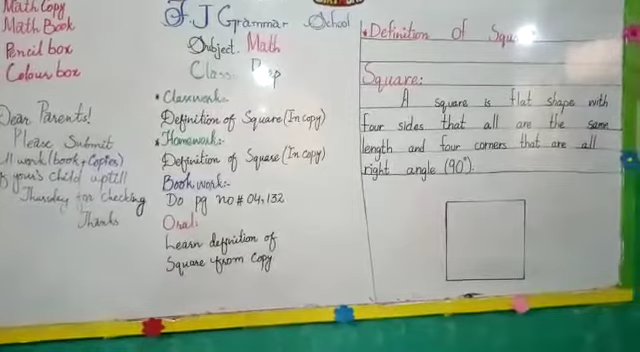 Math Copy
Math Book
Pencil box
Colour box
Dear Parents!
Please Submit
all work (book + Copies)
of your's child uptill
Thursday for checking
Thanks
J J Grammar School
Subject: Math
Class: Prep
• Classwork:-
Definition of Square (In copy)
• Homework:-
Definition of Square (In copy)
Book work:-
Do pg no # 04, 132
Oral:
Learn definition of
Square from Copy
• Definition of Square:
Square:
A square is flat shape with
four sides that all are the same
length and four corners that are all
right angle (90°).